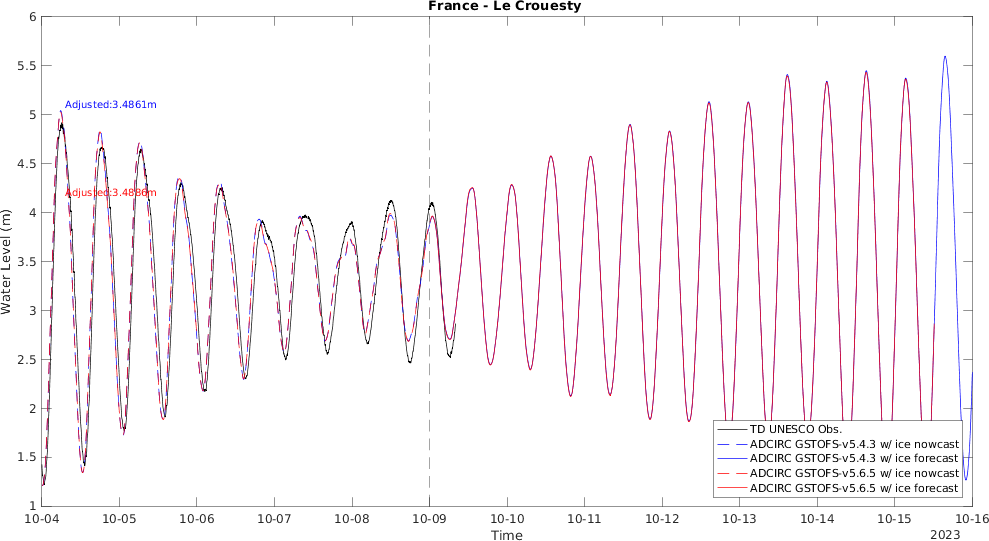 France - Le Crouesty
Water Level (m)
6
5.5
5
4.5
4
3.5
3
2.5
2
1.5
1
Adjusted:3.4861m
Adjusted:3.4886m
TD UNESCO Obs.
ADCIRC GSTOFS-v5.4.3 w/ ice nowcast
ADCIRC GSTOFS-v5.4.3 w/ ice forecast
ADCIRC GSTOFS-v5.6.5 w/ ice nowcast
ADCIRC GSTOFS-v5.6.5 w/ ice forecast
10-04 10-05 10-06 10-07 10-08 10-09 10-10 10-11 10-12 10-13 10-14 10-15 10-16
Time
2023